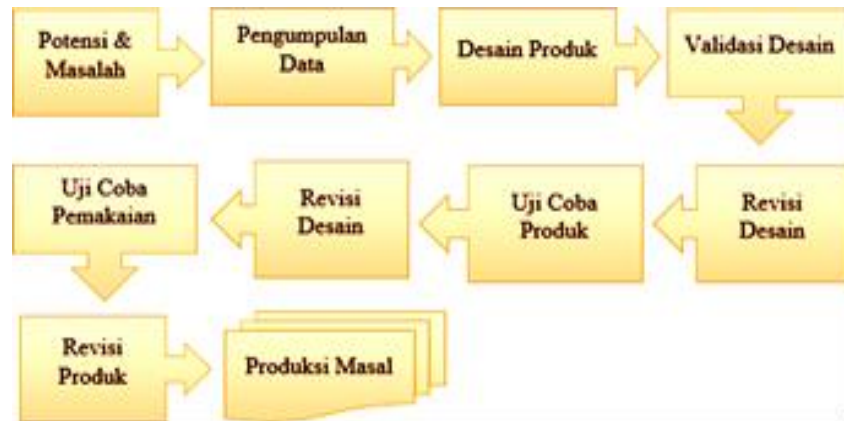 Potensi &
Masalah
Pengumpulan
Data
Desain Produk
Validasi Desain
Revisi
Desain
Uji Coba
Produk
Revisi
Desain
Uji Coba
Pemakaian
Revisi
Produk
Produksi Masal